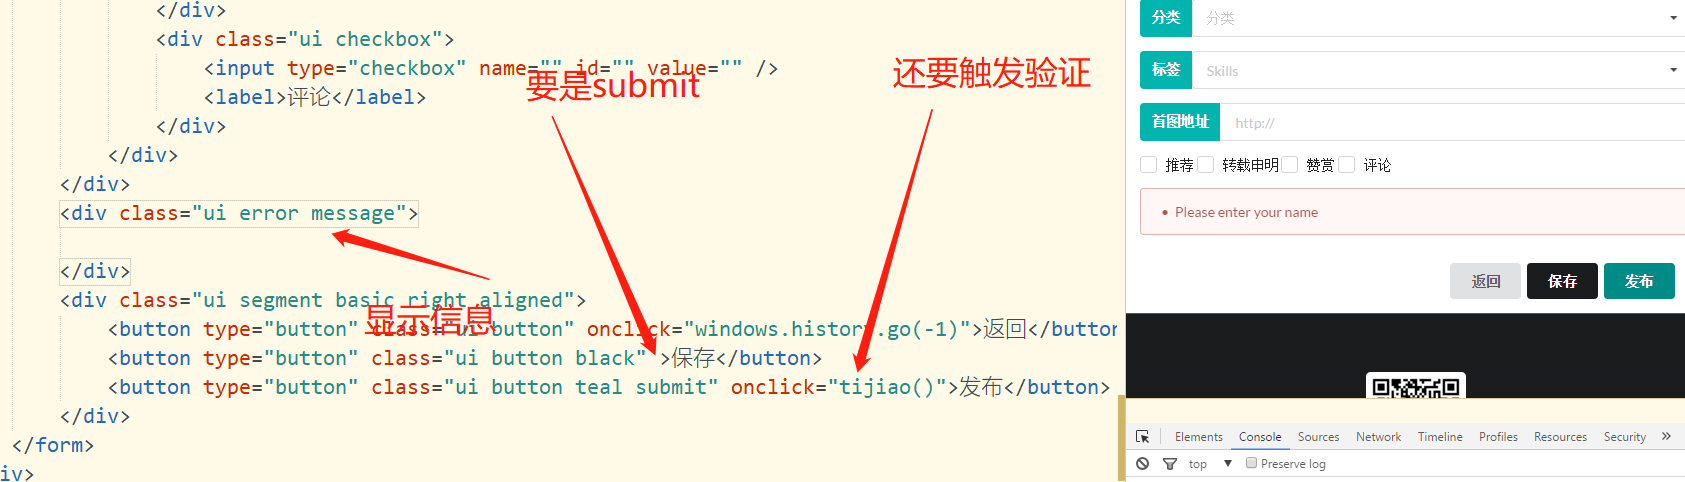 </div>
<div class="ui checkbox">
<input type="checkbox" name="" id="" value="" />
<label>评论</label>
</div>
</div>
</div>
<div class="ui error message">
</div>
<div class="ui segment basic right aligned">
<button type="button" class="ui button" onclick="windows.history.go(-1)">返回</button
<button type="button" class="ui button black" >保存</button>
<button type="button" class="ui button teal submit" onclick="tijiao()">发布</button>
</div>
</form>
iv>
要是submit
还要触发验证
显示信息
分类 分类
标签 Skills
首图地址 http://
推荐 转载申明 赞赏 评论
• Please enter your name
返回 保存 发布
Elements Console Sources Network Timeline Profiles Resources Security »
top ▼ Preserve log